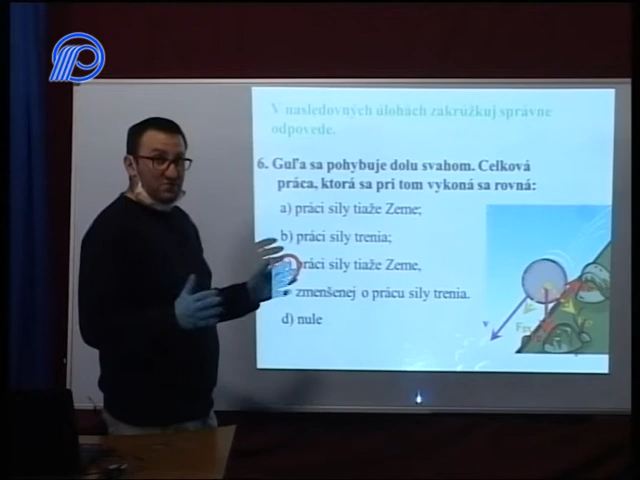 V nasledovných úlohách zakrúžkuj správne
odpovede.
6. Guľa sa pohybuje dolu svahom. Celková
práca, ktorá sa pri tom vykoná sa rovná:
a) práci sily tiaže Zeme;
b) práci sily trenia;
práci sily tiaže Zeme,
zmenšenej o prácu sily trenia.
d) nule
v